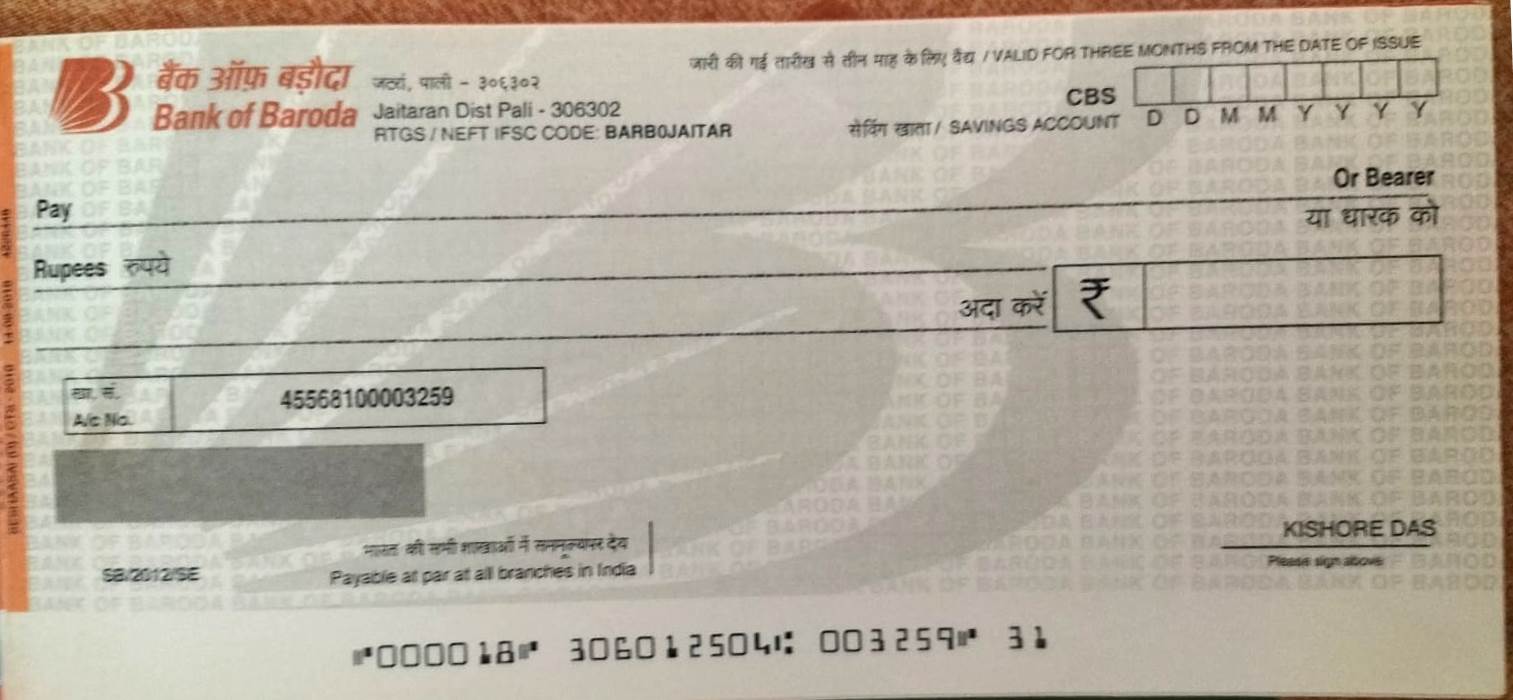 जारी की गई तारीख से तीन माह के लिए वैद्य / VALID FOR THREE MONTHS FROM THE DATE OF ISSUE
बैंक ऑफ़ बड़ौदा
Bank of Baroda
पाली - ३०६३०२
Jaitaran Dist Pali - 306302
RTGS / NEFT IFSC CODE: BARB0JAITAR
CBS
सेविंग खाता / SAVINGS ACCOUNT
D D M M Y Y Y Y
Pay
Or Bearer
या धारक को
Rupees रुपये
अदा करें ₹
खा. सं.
A/c No.
45568100003259
KISHORE DAS
Please sign above
भारत की सभी शाखाओं में सममूल्यपर देय
Payable at par at all branches in India
SB/2012/SE
000018 306012504 003259 31
BANK OF BARODA